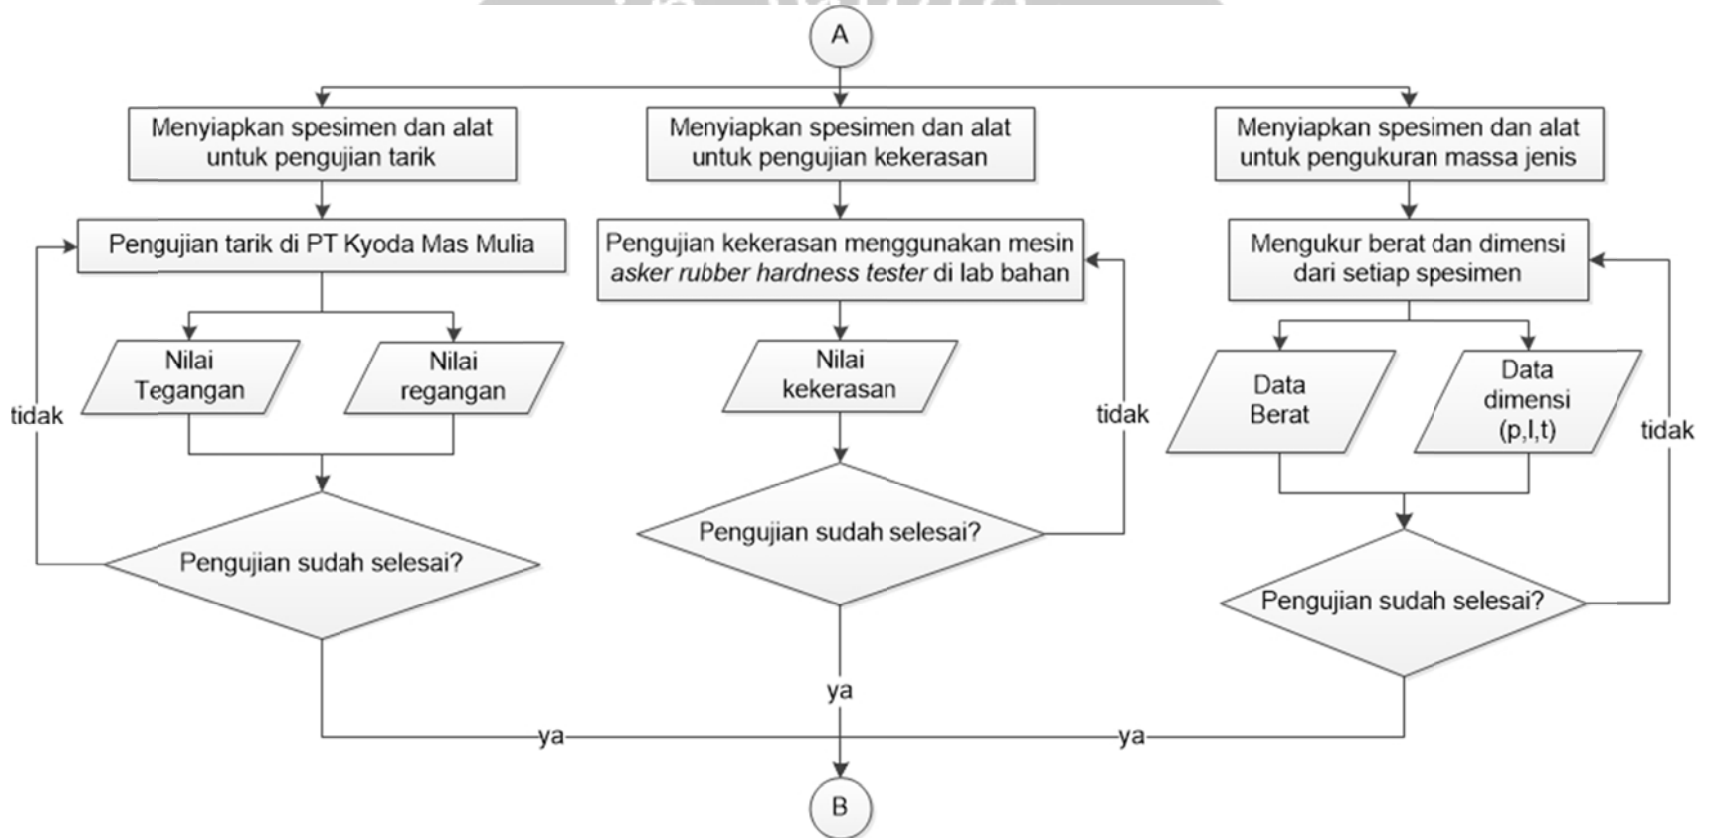 A
Menyiapkan spesimen dan alat
untuk pengujian tarik
Menyiapkan spesimen dan alat
untuk pengujian kekerasan
Menyiapkan spesimen dan alat
untuk pengukuran massa jenis
Pengujian tarik di PT Kyoda Mas Mulia
Pengujian kekerasan menggunakan mesin
asker rubber hardness tester di lab bahan
Mengukur berat dan dimensi
dari setiap spesimen
Nilai
Tegangan
Nilai
regangan
Nilai
kekerasan
Data
Berat
Data
dimensi
(p,l,t)
tidak
tidak
tidak
Pengujian sudah selesai?
Pengujian sudah selesai?
Pengujian sudah selesai?
ya
ya
ya
B